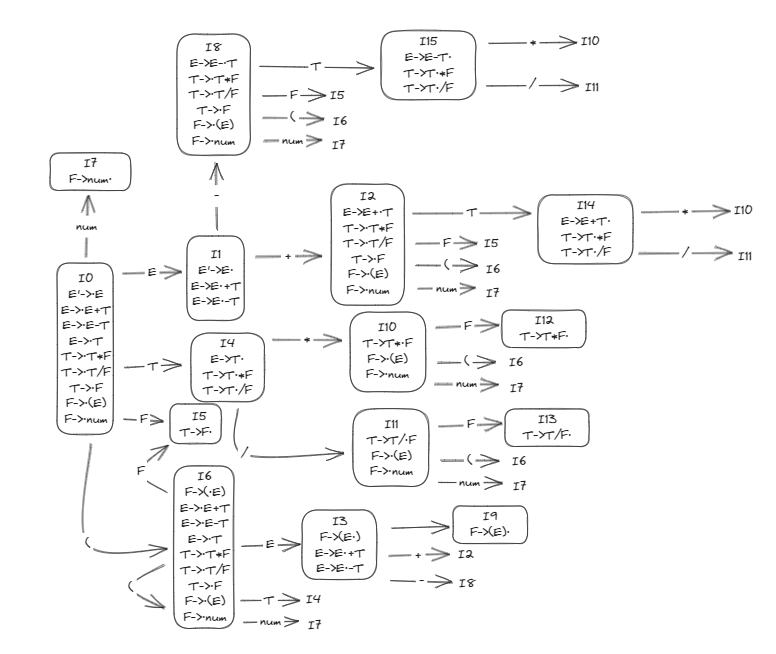 I8
E->E-·T
T->·T*F
T->·T/F
T->·F
F->·(E)
F->·num
T
F
I5
(
I6
num
I7
I15
E->E-T·
T->T·*F
T->T·/F
*
I10
/
I11
I7
F->num·
num
-
I0
E'->·E
E->·E+T
E->·E-T
E->·T
T->·T*F
T->·T/F
T->·F
F->·(E)
F->·num
E
I1
E'->E·
E->E·+T
E->E·-T
+
I2
E->E+·T
T->·T*F
T->·T/F
T->·F
F->·(E)
F->·num
T
F
I5
(
I6
num
I7
I14
E->E+T·
T->T·*F
T->T·/F
*
I10
/
I11
T
I4
E->T·
T->T·*F
T->T·/F
*
I10
T->T*·F
F->·(E)
F->·num
F
I12
T->T*F·
(
I6
num
I7
F
I5
T->F·
/
I11
T->T/·F
F->·(E)
F->·num
F
I13
T->T/F·
(
I6
num
I7
F
(
(
I6
F->(·E)
E->·E+T
E->·E-T
E->·T
T->·T*F
T->·T/F
T->·F
F->·(E)
F->·num
E
I3
F->(E·)
E->E·+T
E->E·-T
I9
F->(E)·
+
I2
-
I8
T
I4
num
I7